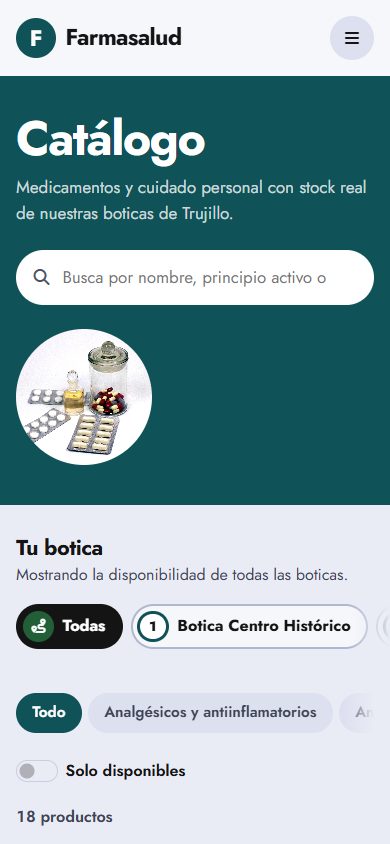 F Farmasalud
Catálogo
Medicamentos y cuidado personal con stock real
de nuestras boticas de Trujillo.
Busca por nombre, principio activo o
Tu botica
Mostrando la disponibilidad de todas las boticas.
Todas 1 Botica Centro Histórico
Todo Analgésicos y antiinflamatorios
Solo disponibles
18 productos